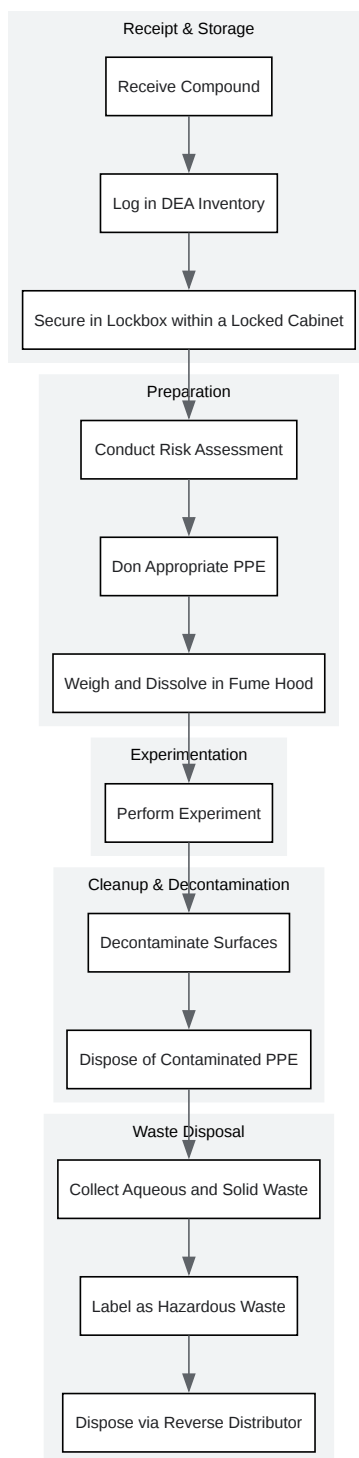 Receipt & Storage
Receive Compound
Log in DEA Inventory
Secure in Lockbox within a Locked Cabinet
Preparation
Conduct Risk Assessment
Don Appropriate PPE
Weigh and Dissolve in Fume Hood
Experimentation
Perform Experiment
Cleanup & Decontamination
Decontaminate Surfaces
Dispose of Contaminated PPE
Waste Disposal
Collect Aqueous and Solid Waste
Label as Hazardous Waste
Dispose via Reverse Distributor